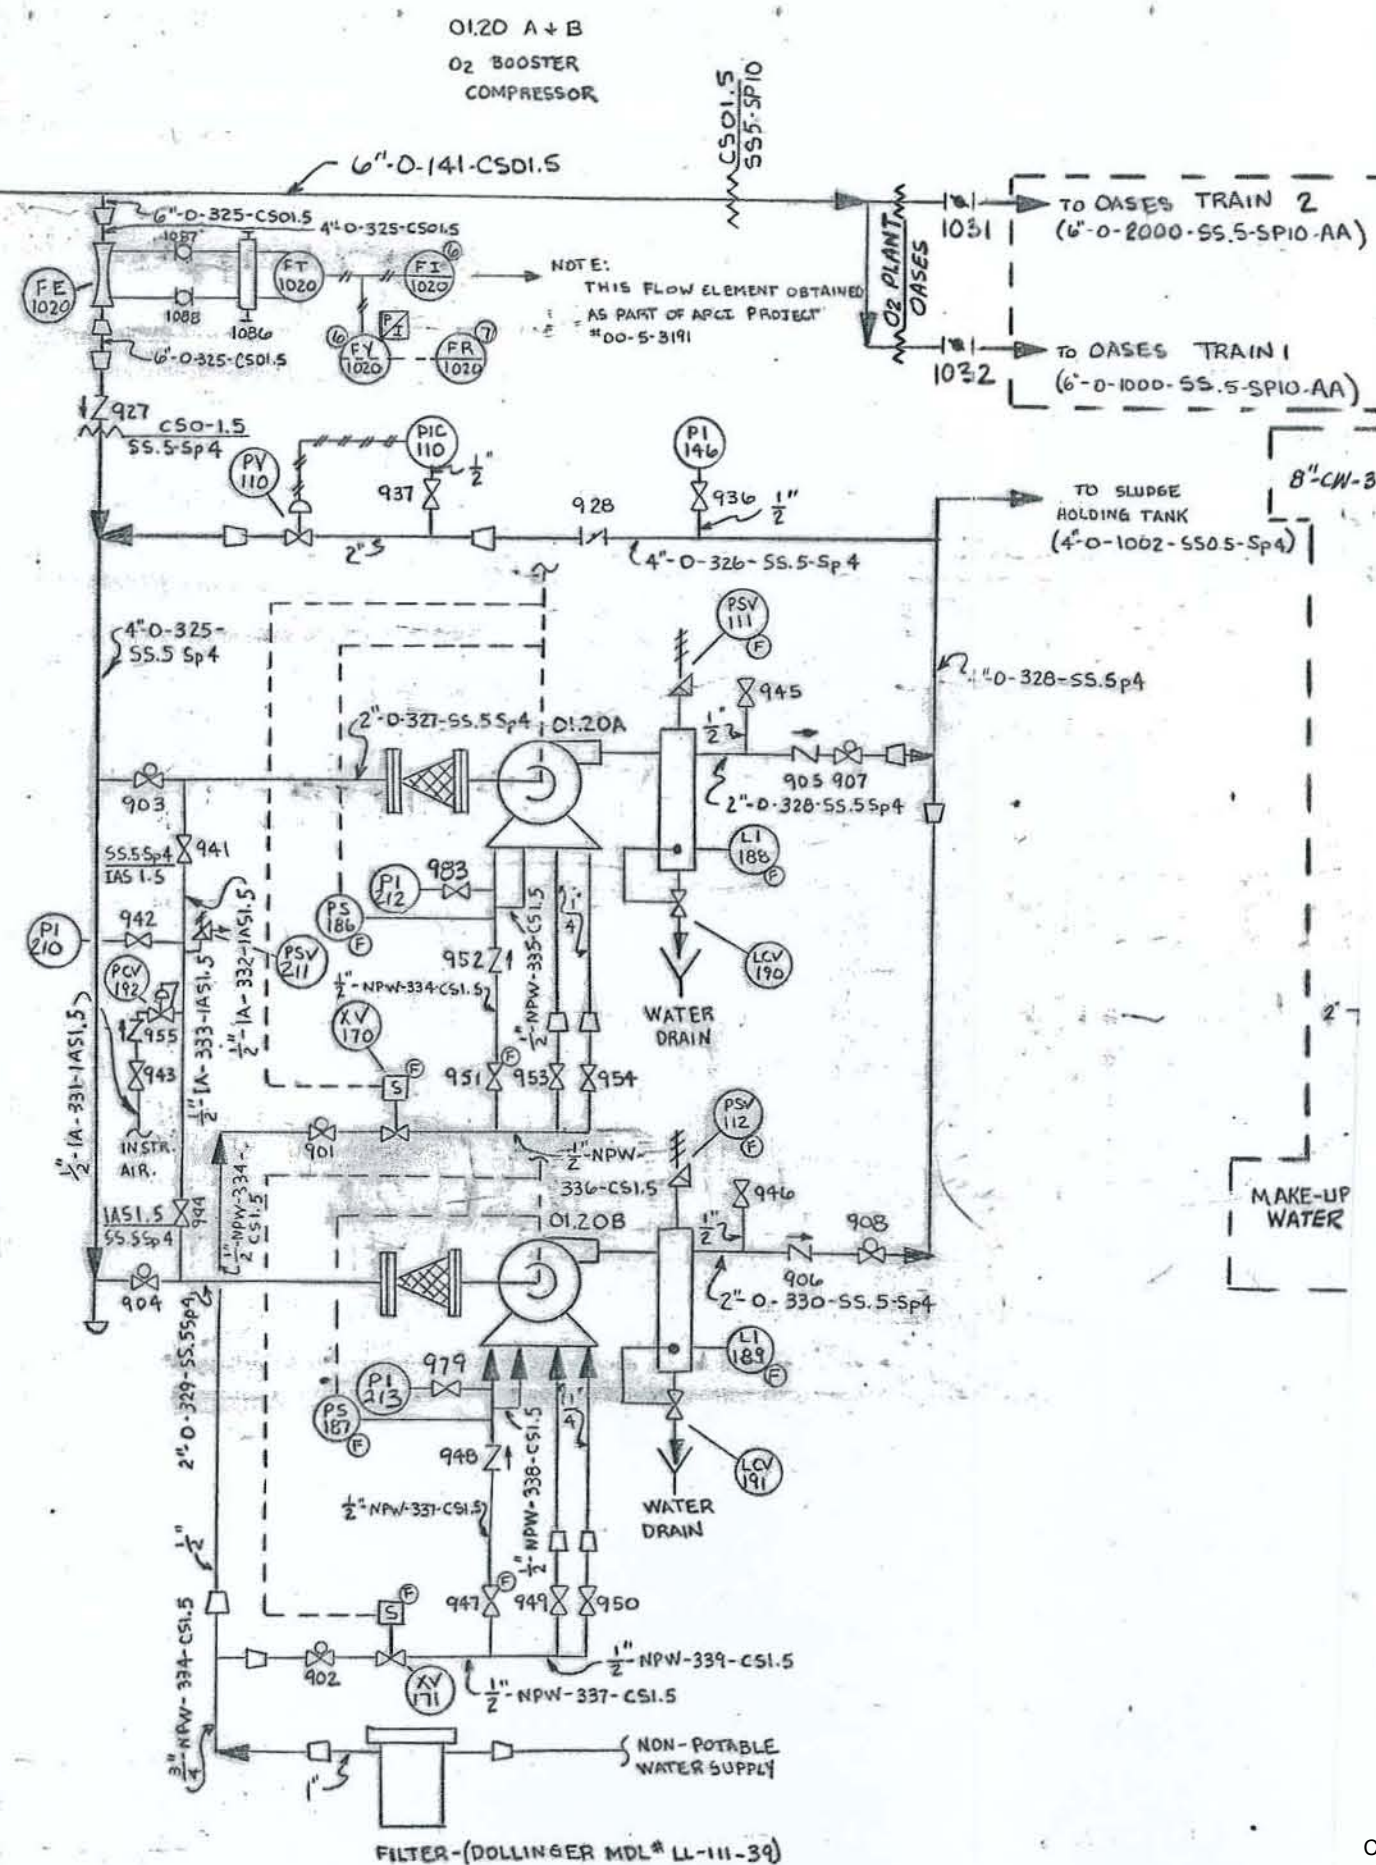 01.20 A + B
O2 BOOSTER
COMPRESSOR
CS01.5
SS5-SP10
6"-O-141-CS01.5
6"-O-325-CS01.5
4"-O-325-CS01.5
1087
1088
1086
FE
1020
FT
1020
FI
1020
6
NOTE:
THIS FLOW ELEMENT OBTAINED
AS PART OF APCI PROJECT
#00-5-3191
P
I
6
FY
1020
FR
1020
7
6"-O-325-CS01.5
O2 PLANT
OASES
1031
TO OASES TRAIN 2
(6"-O-2000-SS.5-SP10-AA)
1032
TO OASES TRAIN 1
(6"-O-1000-SS.5-SP10-AA)
927
CSO-1.5
SS.5-Sp4
PV
110
PIC
110
1/2"
937
928
PI
146
936
1/2"
2"
4"-O-326-SS.5-Sp4
TO SLUDGE
HOLDING TANK
(4"-O-1002-SS0.5-Sp4)
8"-CW-3
4"-O-325-
SS.5 Sp4
PSV
111
F
945
1/2"
"-O-328-SS.5p4
2"-O-327-SS.5 Sp4
01.20A
903
905 907
2"-O-328-SS.5Sp4
941
SS.5Sp4
IAS 1.5
LI
188
F
PI
212
983
PS
186
F
942
PI
210
PSV
211
952
1/2"-NPW-334-CS1.5
1/2"-NPW-335-CS1.5
1"/4
LCV
190
WATER
DRAIN
PCV
192
955
943
INSTR.
AIR.
1/2"-IA-331-IAS1.5
1/2"-IA-333-IAS1.5
1/2"-IA-332-IAS1.5
XV
170
S
F
951
F
953
954
901
1/2"-NPW-
336-CS1.5
2"
PSV
112
F
946
1/2"
MAKE-UP
WATER
944
IAS1.5
SS.5Sp4
1/2"-NPW-334-
CS1.5
01.20B
904
906
908
2"-O-330-SS.5-Sp4
2"-O-329-SS.5Sp4
LI
189
F
PI
213
979
PS
187
F
948
1/2"-NPW-337-CS1.5
1/2"-NPW-338-CS1.5
1"/4
LCV
191
WATER
DRAIN
1/2"
S
F
947
F
949
950
902
XV
171
1/2"-NPW-339-CS1.5
1/2"-NPW-337-CS1.5
3/4"-NPW-334-CS1.5
1"
NON-POTABLE
WATER SUPPLY
FILTER-(DOLLINGER MDL# LL-111-39)
C